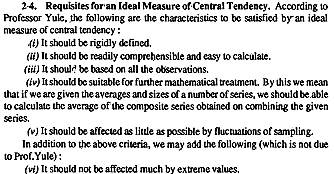 2·4. Requisites for an Ideal Measure of Central Tendency. According to
Professor Yule, the following are the characteristics to be satisfied by an ideal
measure of central tendency :
(i) It should be rigidly defined.
(ii) It should be readily comprehensible and easy to calculate.
(iii) It should be based on all the observations.
(iv) It should be suitable for further mathematical treatment. By this we mean
that if we are given the averages and sizes of a number of series, we should be able
to calculate the average of the composite series obtained on combining the given
series.
(v) It should be affected as little as possible by fluctuations of sampling.
In addition to the above criteria, we may add the following (which is not due
to Prof. Yule) :
(vi) It should not be affected much by extreme values.